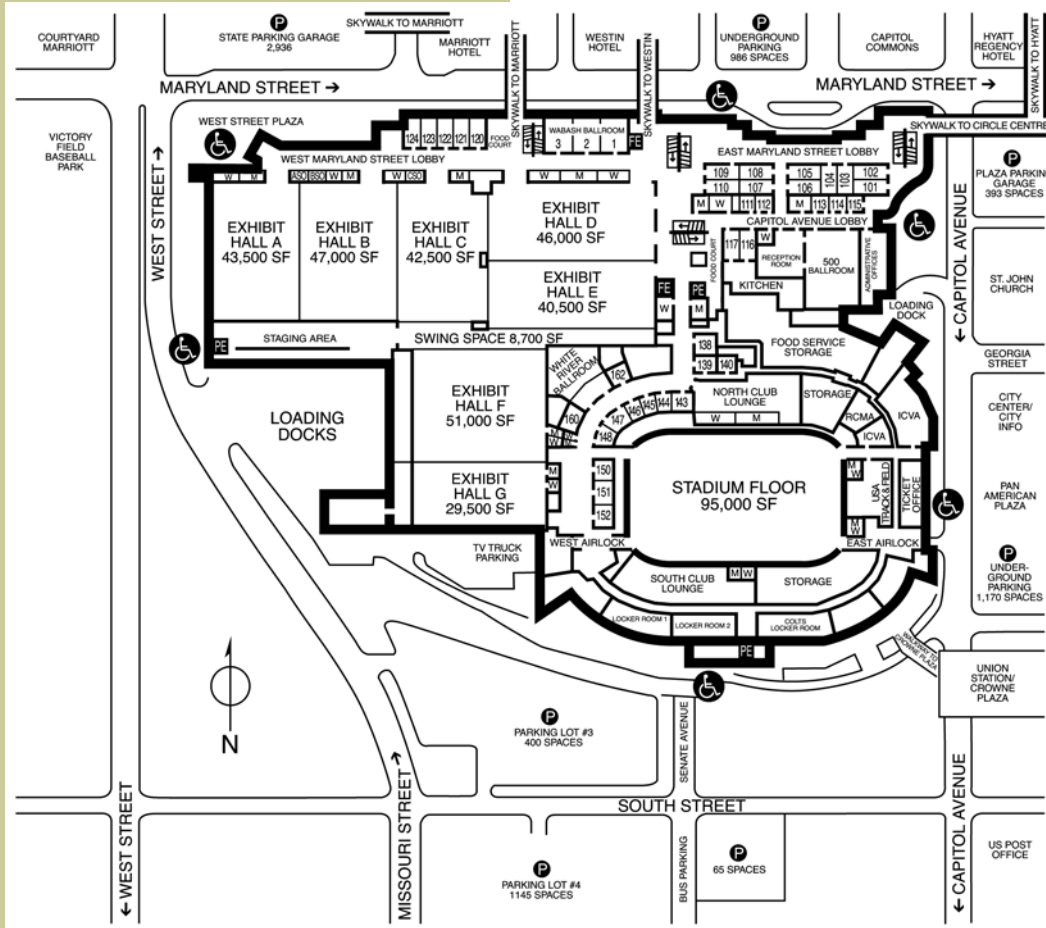 COURTYARD
MARRIOTT
P
STATE PARKING GARAGE
2,936
SKYWALK TO MARRIOTT
MARRIOTT
HOTEL
SKYWALK TO MARRIOTT
WESTIN
HOTEL
SKYWALK TO WESTIN
P
UNDERGROUND
PARKING
986 SPACES
CAPITOL
COMMONS
HYATT
REGENCY
HOTEL
SKYWALK TO HYATT
MARYLAND STREET →
MARYLAND STREET →
VICTORY
FIELD
BASEBALL
PARK
WEST STREET →
WEST STREET PLAZA
WEST MARYLAND STREET LOBBY
124
123
122
121
120
FOOD
COURT
WABASH BALLROOM
3
2
1
FE
EAST MARYLAND STREET LOBBY
SKYWALK TO CIRCLE CENTRE
P
PLAZA PARKING
GARAGE
393 SPACES
W
M
ASO
BSO
W
M
W
CSO
M
W
M
W
109
108
110
107
M
W
111
112
105
104
103
102
106
101
M
113
114
115
CAPITOL AVENUE LOBBY
EXHIBIT
HALL A
43,500 SF
EXHIBIT
HALL B
47,000 SF
EXHIBIT
HALL C
42,500 SF
EXHIBIT
HALL D
46,000 SF
EXHIBIT
HALL E
40,500 SF
FOOD COURT
117
116
W
RECEPTION
ROOM
500
BALLROOM
ADMINISTRATIVE
OFFICES
KITCHEN
← CAPITOL AVENUE
ST. JOHN
CHURCH
LOADING
DOCK
FE
PE
W
M
PE
STAGING AREA
SWING SPACE 8,700 SF
138
139
140
FOOD SERVICE
STORAGE
GEORGIA
STREET
CITY
CENTER/
CITY
INFO
WHITE
RIVER
BALLROOM
162
160
M
W
W
148
147
146
145
144
143
NORTH CLUB
LOUNGE
W
M
STORAGE
RCMA
ICVA
ICVA
LOADING
DOCKS
EXHIBIT
HALL F
51,000 SF
EXHIBIT
HALL G
29,500 SF
M
W
150
151
152
STADIUM FLOOR
95,000 SF
M
W
USA
TRACK & FIELD
TICKET
OFFICE
M
W
PAN
AMERICAN
PLAZA
TV TRUCK
PARKING
WEST AIRLOCK
EAST AIRLOCK
SOUTH CLUB
LOUNGE
M
W
STORAGE
LOCKER ROOM 1
LOCKER ROOM 2
COLTS
LOCKER ROOM
PE
P
UNDER-
GROUND
PARKING
1,170 SPACES
WALKWAY TO
CROWNE PLAZA
UNION
STATION/
CROWNE
PLAZA
N
P
PARKING LOT #3
400 SPACES
SENATE AVENUE
SOUTH STREET
← WEST STREET
MISSOURI STREET →
P
PARKING LOT #4
1145 SPACES
BUS PARKING
P
65 SPACES
← CAPITOL AVENUE
US POST
OFFICE